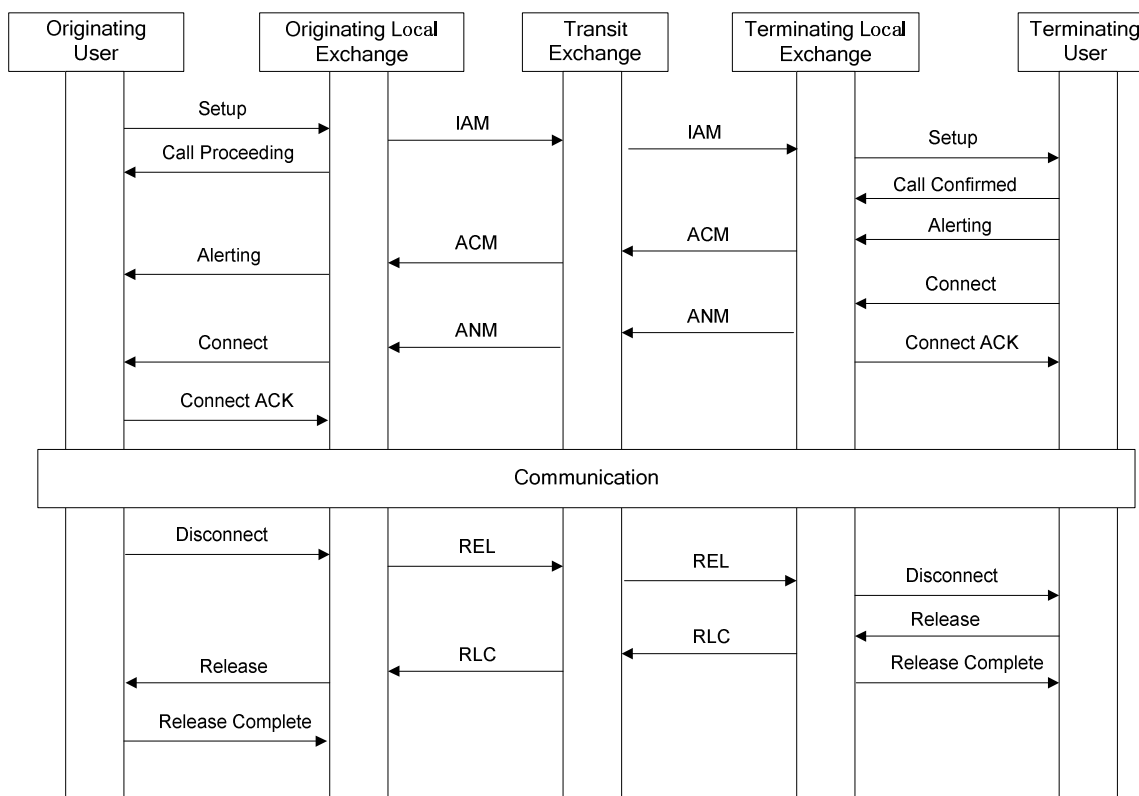 Originating
User
Originating Local
Exchange
Transit
Exchange
Terminating Local
Exchange
Terminating
User
Setup
IAM
IAM
Setup
Call Proceeding
Call Confirmed
Alerting
ACM
ACM
Alerting
Connect
ANM
ANM
Connect
Connect ACK
Connect ACK
Communication
Disconnect
REL
REL
Disconnect
Release
RLC
RLC
Release
Release Complete
Release Complete